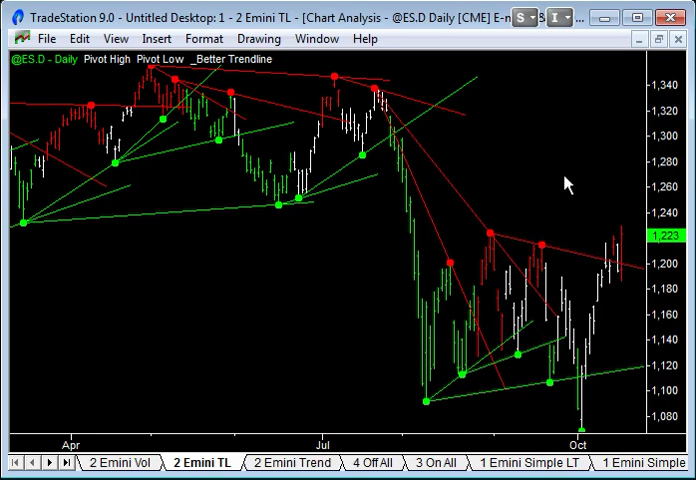 TradeStation 9.0 - Untitled Desktop: 1 - 2 Emini TL - [Chart Analysis - @ES.D Daily [CME] E-n
S
I
File Edit View Insert Format Drawing Window Help
@ES.D - Daily Pivot High Pivot Low _Better Trendline
1,340
1,320
1,300
1,280
1,260
1,240
1,223
1,200
1,180
1,160
1,140
1,120
1,100
1,080
Apr Jul Oct
2 Emini Vol 2 Emini TL 2 Emini Trend 4 Off All 3 On All 1 Emini Simple LT 1 Emini Simple